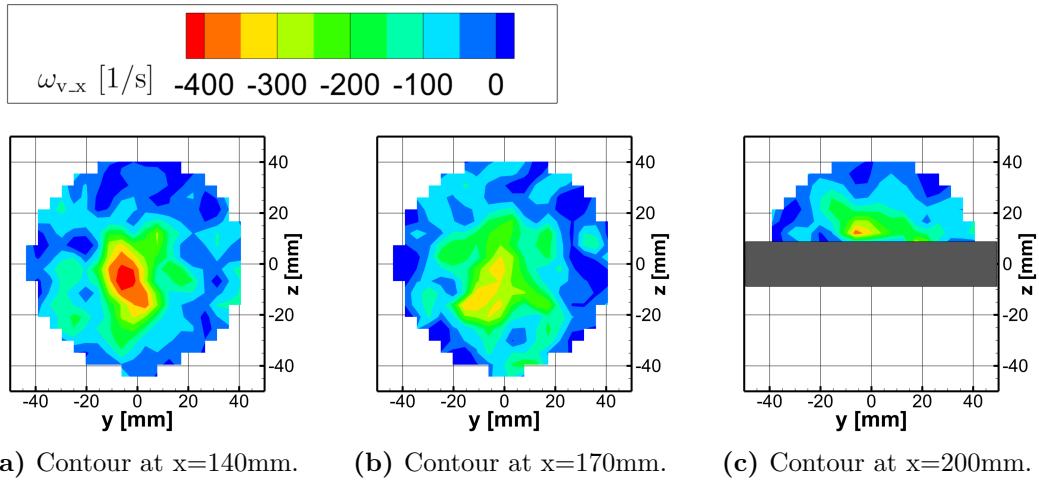 ω_v_x [1/s] -400 -300 -200 -100 0
40 40 40
20 20 20
0 0 0
-20 -20 -20
-40 -40 -40
z [mm] z [mm] z [mm]
-40 -20 0 20 40 -40 -20 0 20 40 -40 -20 0 20 40
y [mm] y [mm] y [mm]
a) Contour at x=140mm. (b) Contour at x=170mm. (c) Contour at x=200mm.